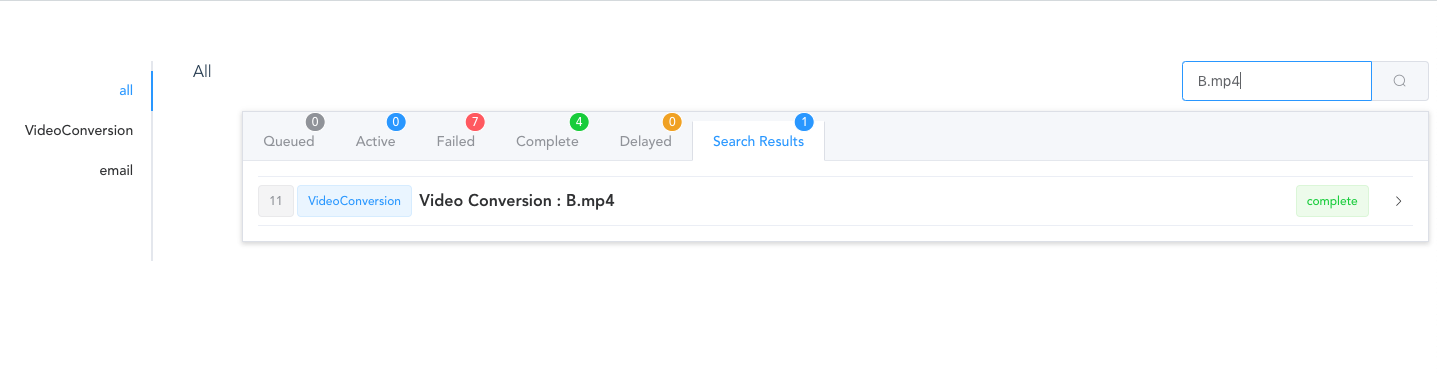 All
B.mp4
all
VideoConversion
email
0 0 7 4 0 1
Queued Active Failed Complete Delayed Search Results
11 VideoConversion Video Conversion : B.mp4 complete